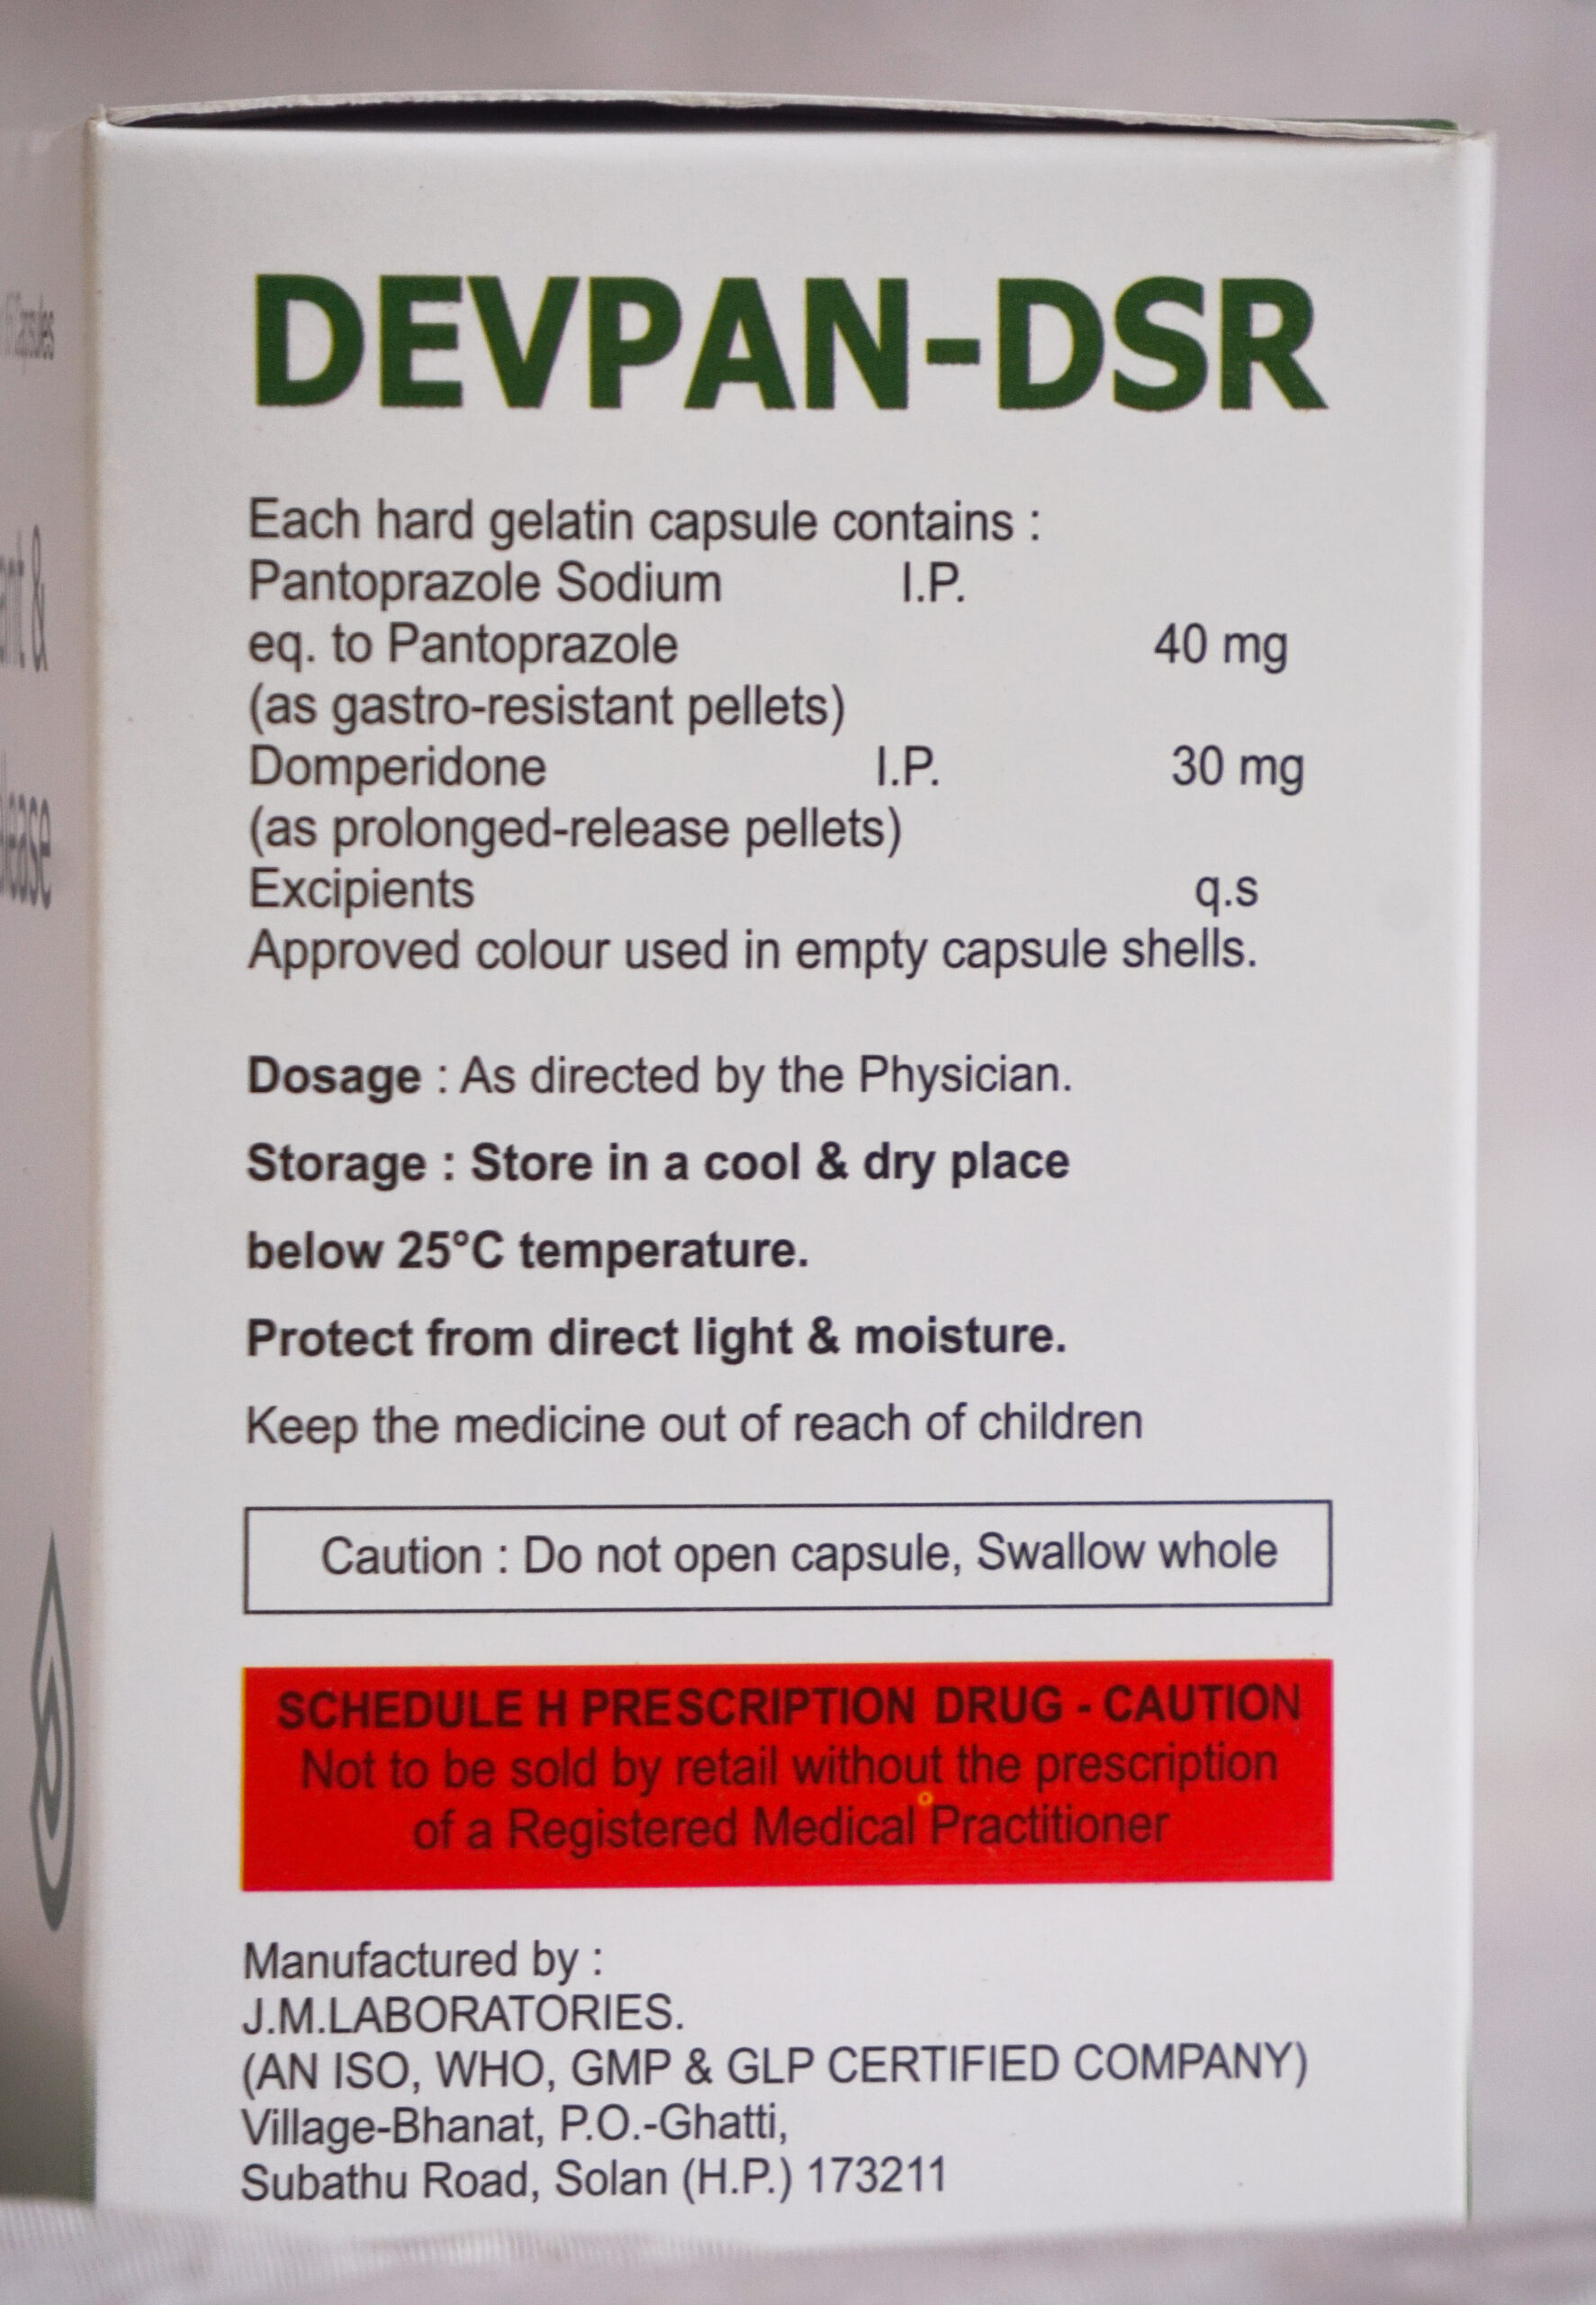 DEVPAN-DSR
Each hard gelatin capsule contains :
Pantoprazole Sodium I.P.
eq. to Pantoprazole 40 mg
(as gastro-resistant pellets)
Domperidone I.P. 30 mg
(as prolonged-release pellets)
Excipients q.s
Approved colour used in empty capsule shells.
Dosage : As directed by the Physician.
Storage : Store in a cool & dry place
below 25°C temperature.
Protect from direct light & moisture.
Keep the medicine out of reach of children
Caution : Do not open capsule, Swallow whole
SCHEDULE H PRESCRIPTION DRUG - CAUTION
Not to be sold by retail without the prescription
of a Registered Medical Practitioner
Manufactured by :
J.M.LABORATORIES.
(AN ISO, WHO, GMP & GLP CERTIFIED COMPANY)
Village-Bhanat, P.O.-Ghatti,
Subathu Road, Solan (H.P.) 173211